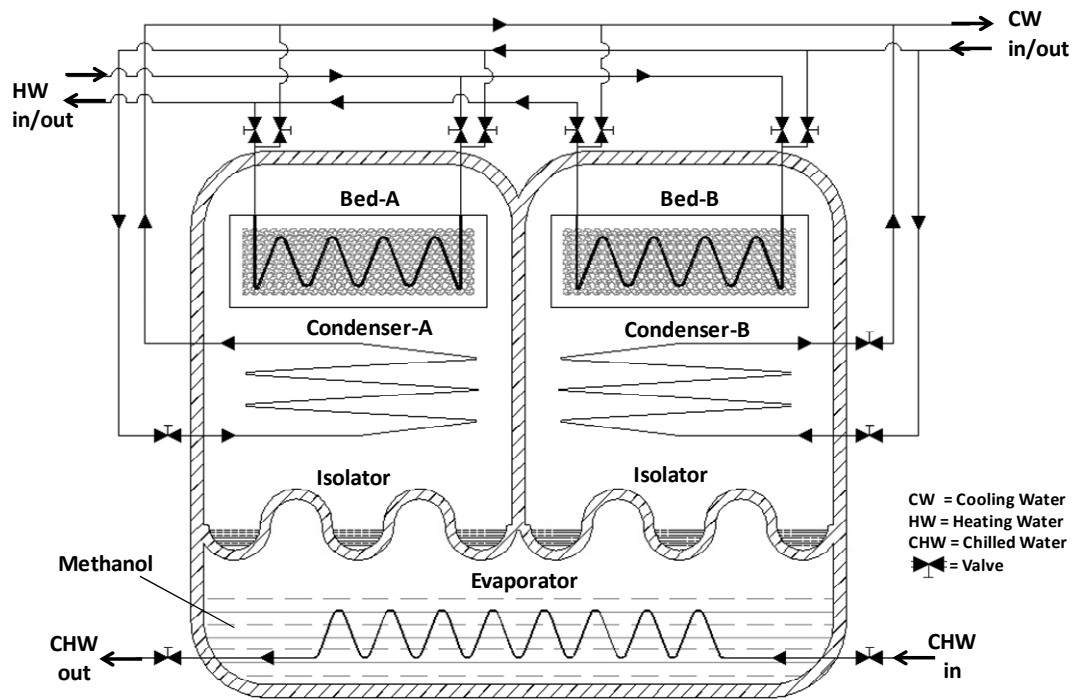 CW
in/out
HW
in/out
Bed-A
Bed-B
Condenser-A
Condenser-B
Isolator
Isolator
CW = Cooling Water
HW = Heating Water
CHW = Chilled Water
= Valve
Methanol
Evaporator
CHW
out
CHW
in